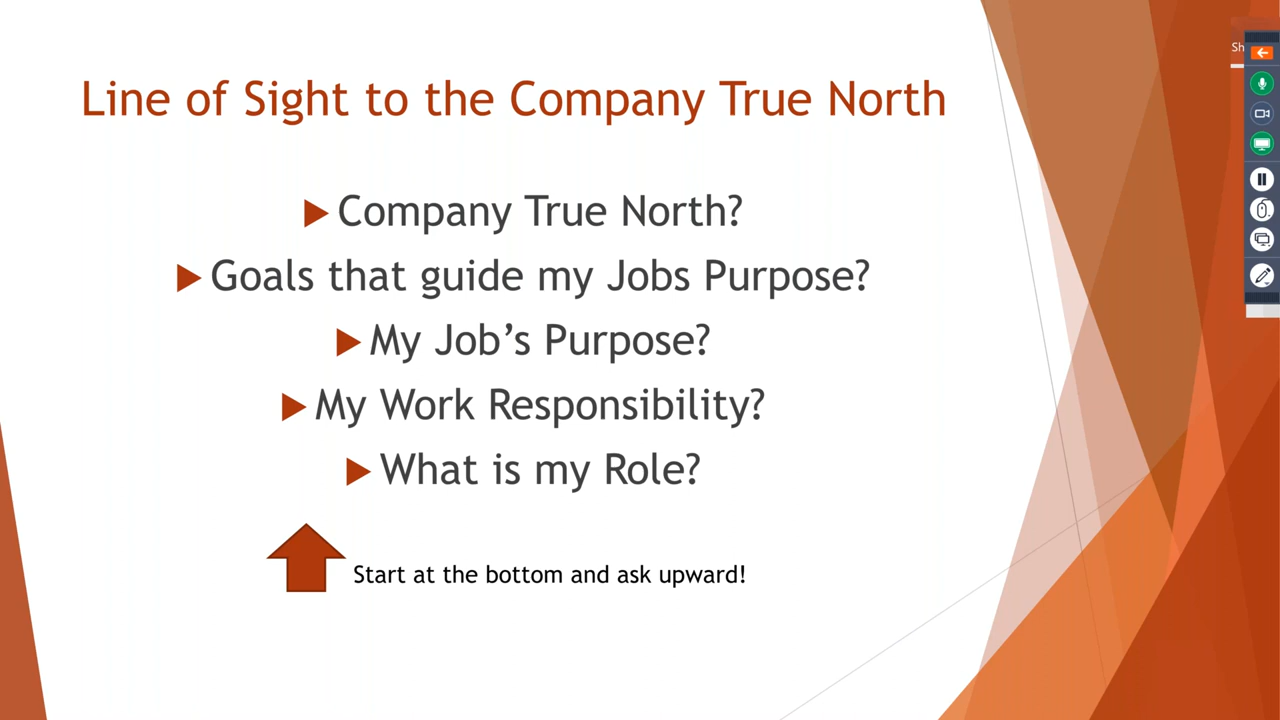 Line of Sight to the Company True North
Company True North?
Goals that guide my Jobs Purpose?
My Job’s Purpose?
My Work Responsibility?
What is my Role?
Start at the bottom and ask upward!
Sh